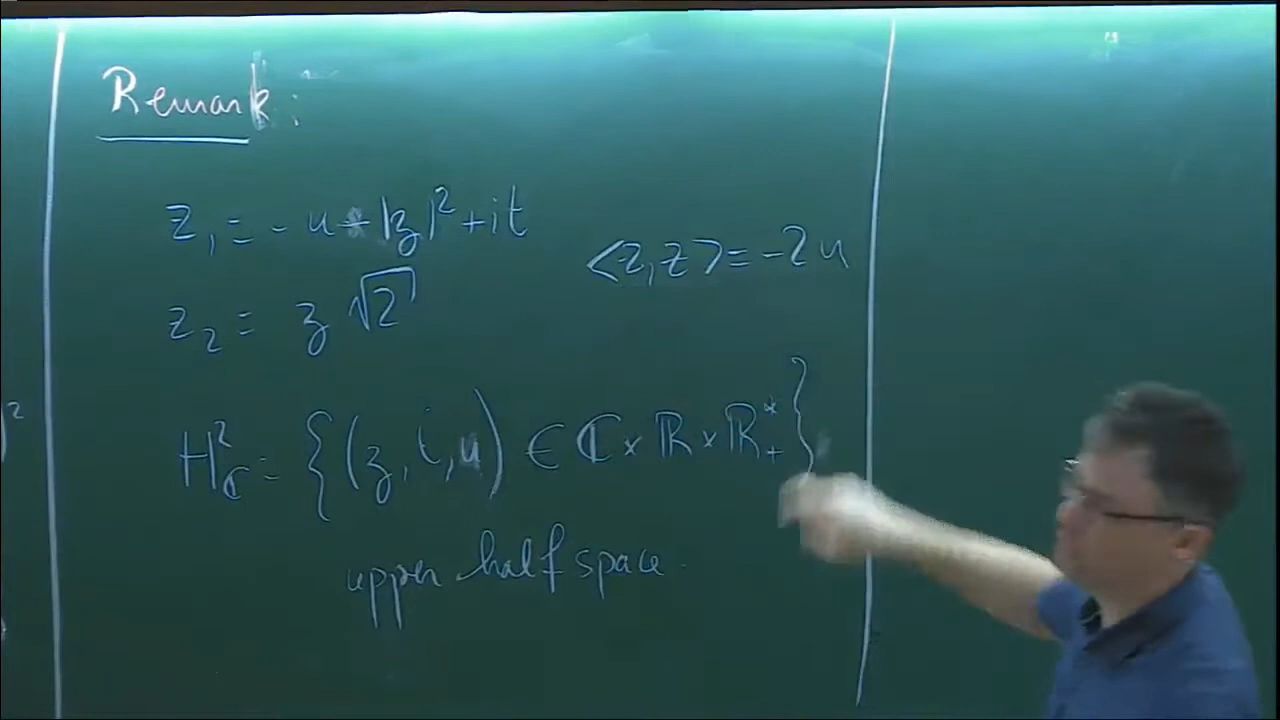 Remark:
z₁ = - u - |z|² + it
<z,z> = -2u
z₂ = z √2
H²_ℂ = {(z, t, u) ∈ ℂ × ℝ × ℝ*₊}
upper half space.